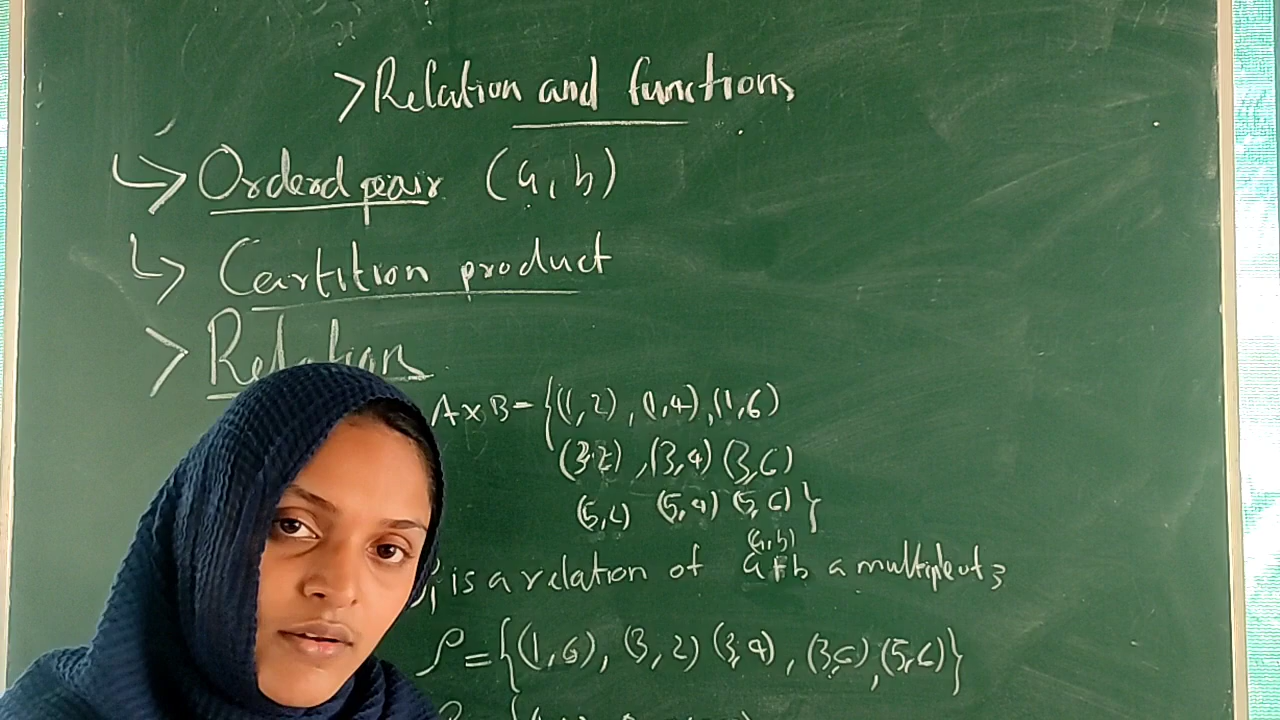 > Relation and functions
↳ Orderd pair (a, b)
↳ Cartition product
> Relation
A × B = {(1, 2), (1, 4), (1, 6)
(3, 2), (3, 4) (3, 6)
(5, 2) (5, 4) (5, 6)}
(a, b)
is a relation of a + b a multiple of 3
ρ = {(1, 6), (3, 2) (3, 4), (3, 6), (5, 6)}